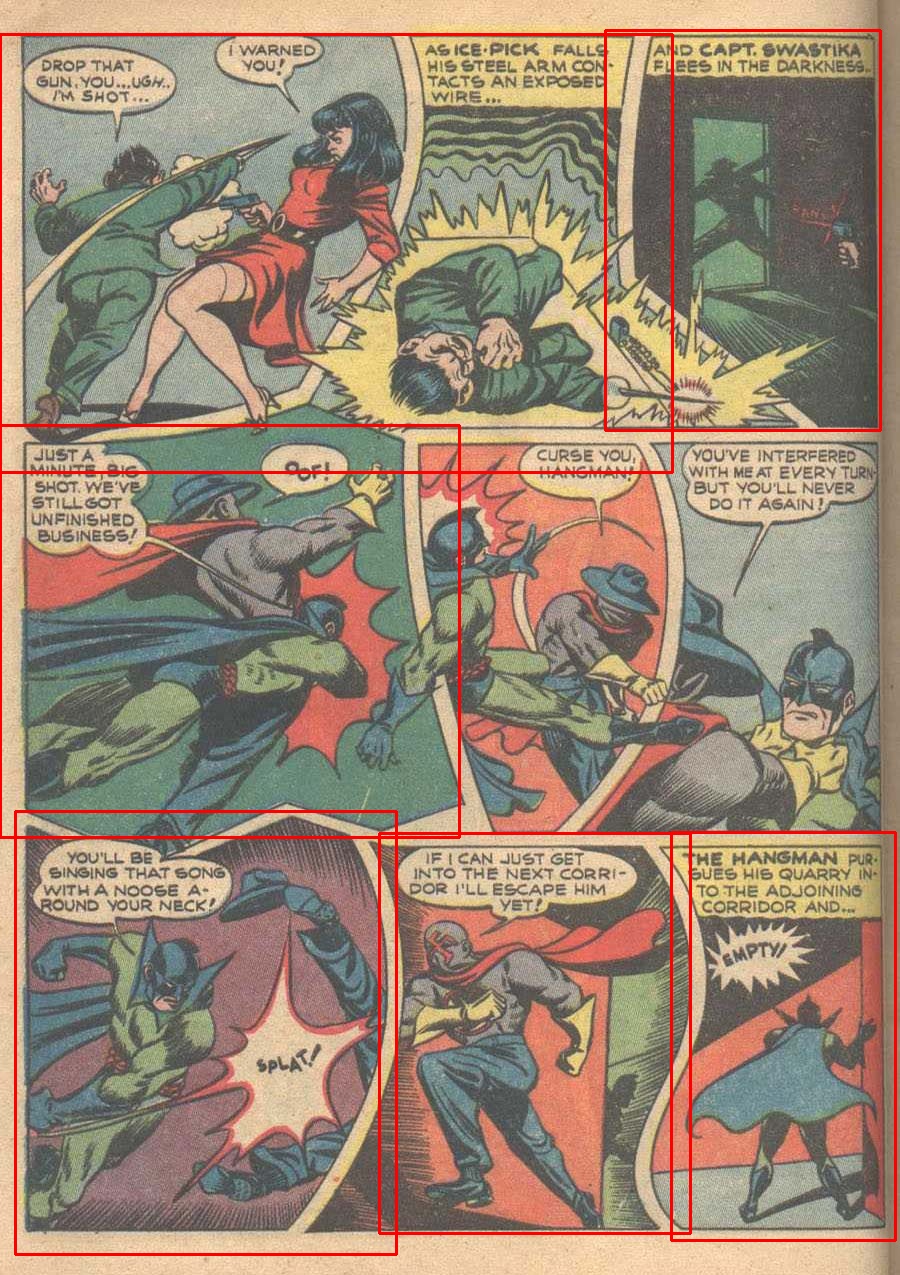 DROP THAT
GUN, YOU...UGH..
I'M SHOT...
I WARNED
YOU!
AS ICE-PICK FALLS
HIS STEEL ARM CON-
TACTS AN EXPOSED
WIRE...
AND CAPT. SWASTIKA
FLEES IN THE DARKNESS..
BANG!
JUST A
MINUTE, BIG
SHOT. WE'VE
STILL GOT
UNFINISHED
BUSINESS!
OOF!
CURSE YOU,
HANGMAN!
YOU'VE INTERFERED
WITH ME AT EVERY TURN-
BUT YOU'LL NEVER
DO IT AGAIN!
YOU'LL BE
SINGING THAT SONG
WITH A NOOSE A-
ROUND YOUR NECK!
SPLAT!
IF I CAN JUST GET
INTO THE NEXT CORRI-
DOR I'LL ESCAPE HIM
YET!
THE HANGMAN PUR-
SUES HIS QUARRY IN-
TO THE ADJOINING
CORRIDOR AND...
EMPTY!